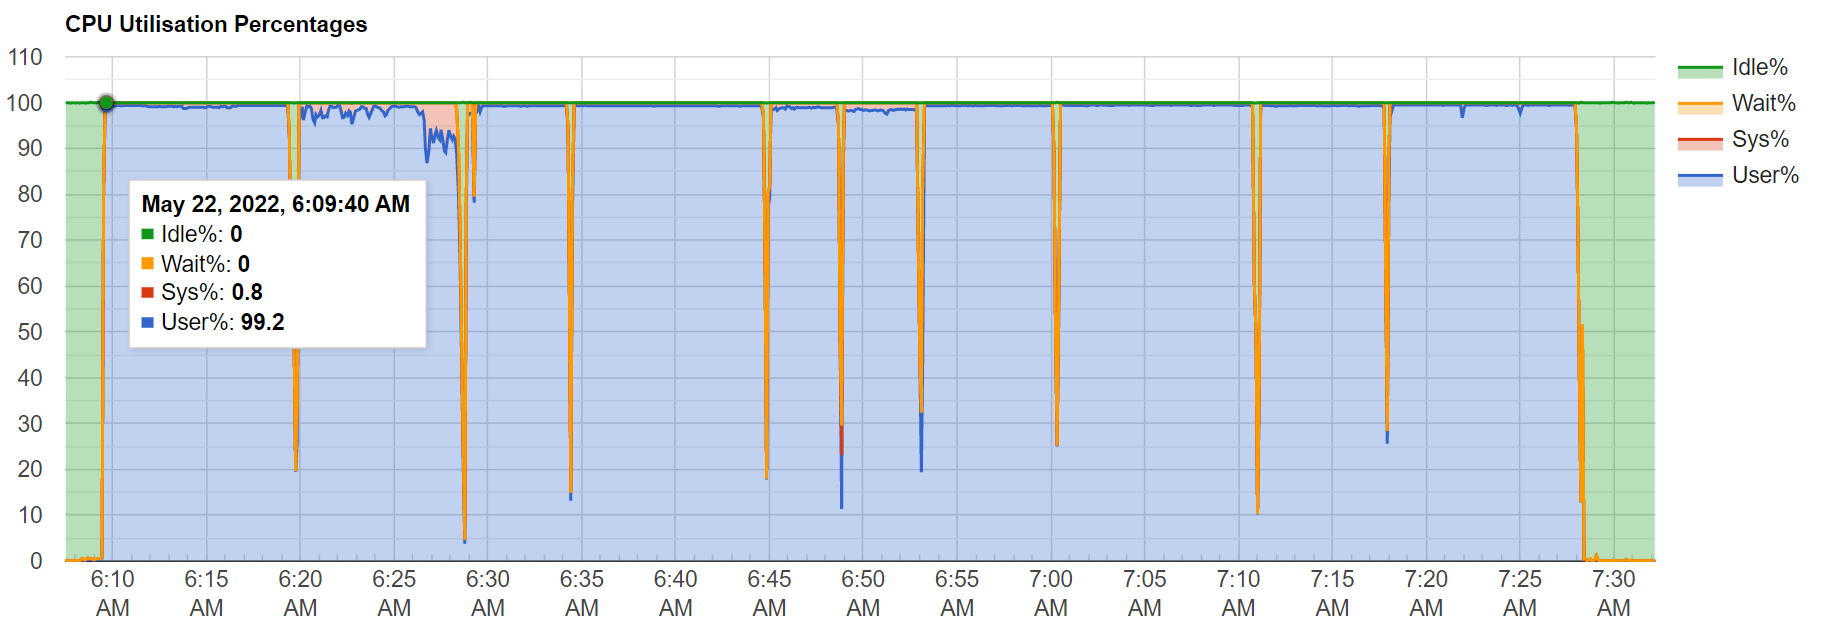 CPU Utilisation Percentages
110
100
90
80
70
60
50
40
30
20
10
0
Idle%
Wait%
Sys%
User%
May 22, 2022, 6:09:40 AM
Idle%: 0
Wait%: 0
Sys%: 0.8
User%: 99.2
6:10 6:15 6:20 6:25 6:30 6:35 6:40 6:45 6:50 6:55 7:00 7:05 7:10 7:15 7:20 7:25 7:30
AM AM AM AM AM AM AM AM AM AM AM AM AM AM AM AM AM